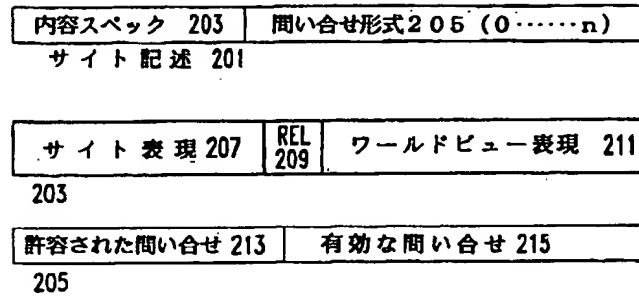 内容スペック 203 問い合せ形式205 (0……n)
サイト記述 201
サイト表現 207 REL 209 ワールドビュー表現 211
203
許容された問い合せ 213 有効な問い合せ 215
205